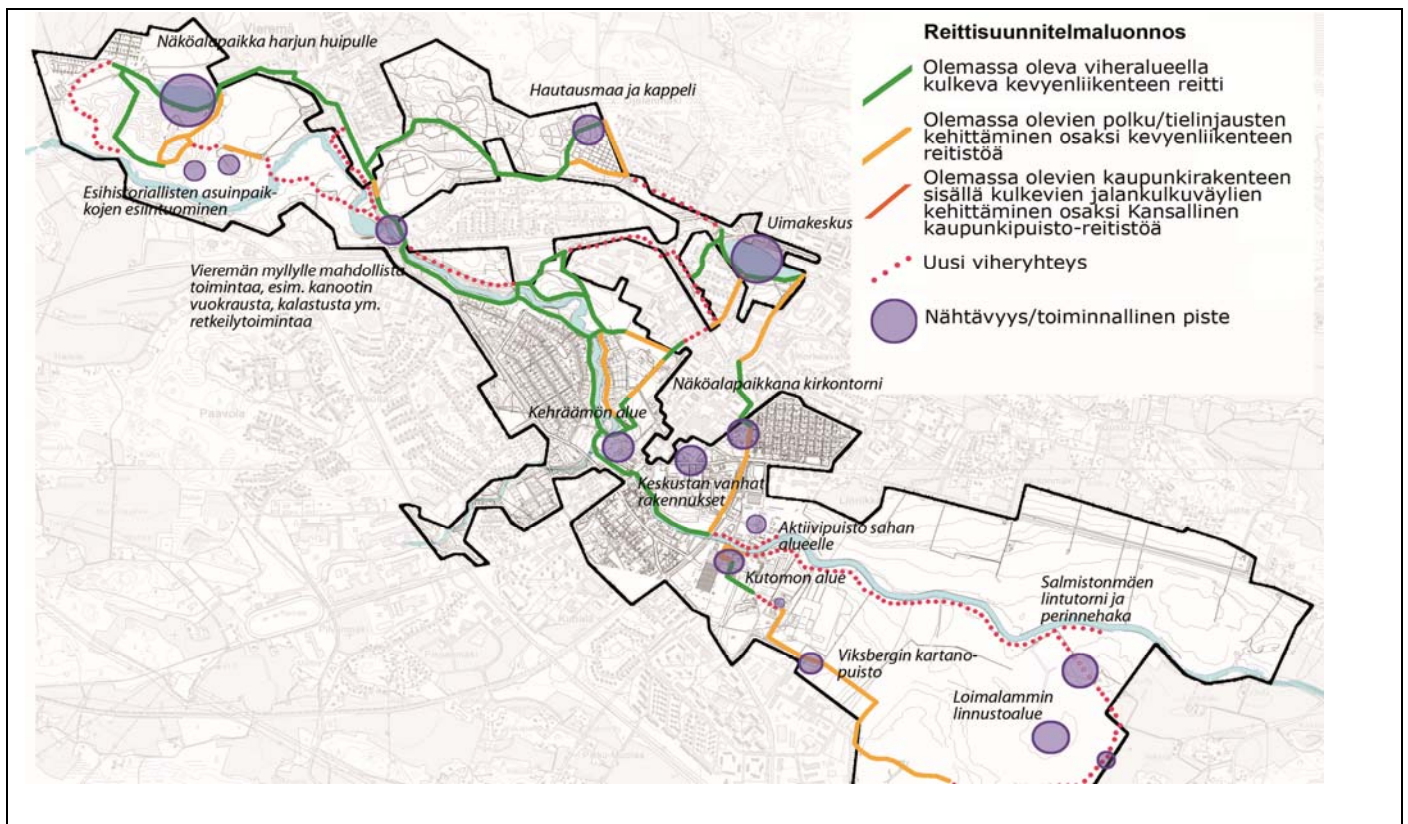 Reittisuunnitelmaluonnos
Olemassa oleva viheralueella
kulkeva kevyenliikenteen reitti
Olemassa olevien polku/tielinjausten
kehittäminen osaksi kevyenliikenteen
reitistöä
Olemassa olevien kaupunkirakenteen
sisällä kulkevien jalankulkuväylien
kehittäminen osaksi Kansallinen
kaupunkipuisto-reitistöä
Uusi viheryhteys
Nähtävyys/toiminnallinen piste
Vieremä
Näköalapaikka harjun huipulle
Hautausmaa ja kappeli
Esihistoriallisten asuinpaik-
kojen esiintuominen
Uimakeskus
Vieremän myllylle mahdollista
toimintaa, esim. kanootin
vuokrausta, kalastusta ym.
retkeilytoimintaa
Näköalapaikkana kirkontorni
Paavola
Kehräämön alue
Keskustan vanhat
rakennukset
Aktiivipuisto sahan
alueelle
Kutomon alue
Salmistonmäen
lintutorni ja
perinnehaka
Viksbergin kartano-
puisto
Loimalammin
linnustoalue